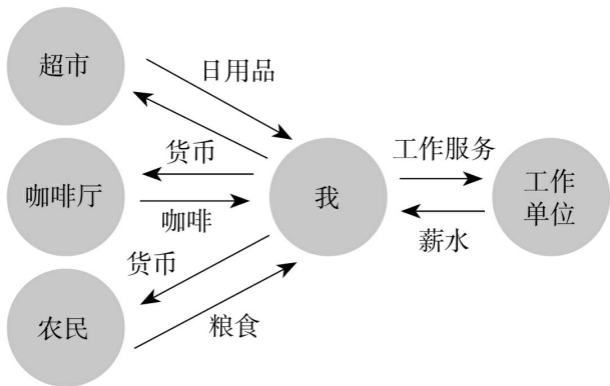 超市
日用品
货币
工作服务
咖啡厅
我
工作
单位
咖啡
薪水
货币
农民
粮食